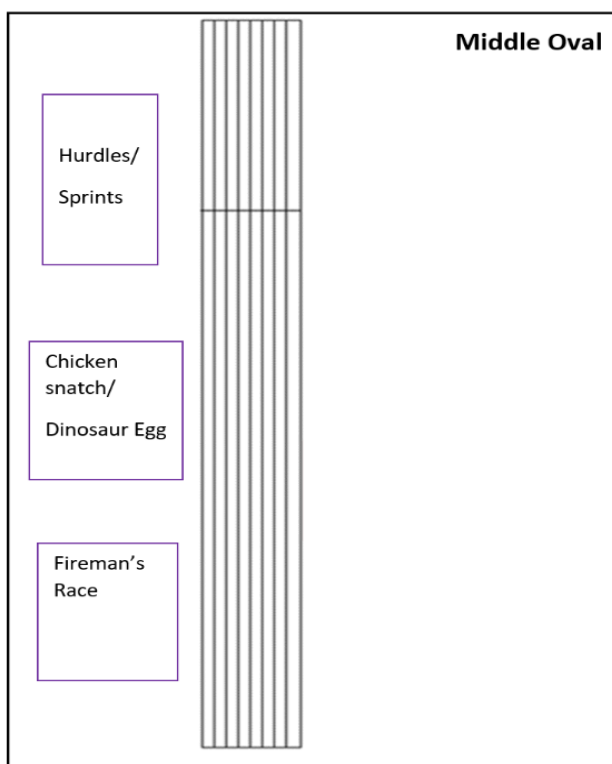 Middle Oval
Hurdles/
Sprints
Chicken
snatch/
Dinosaur Egg
Fireman’s
Race